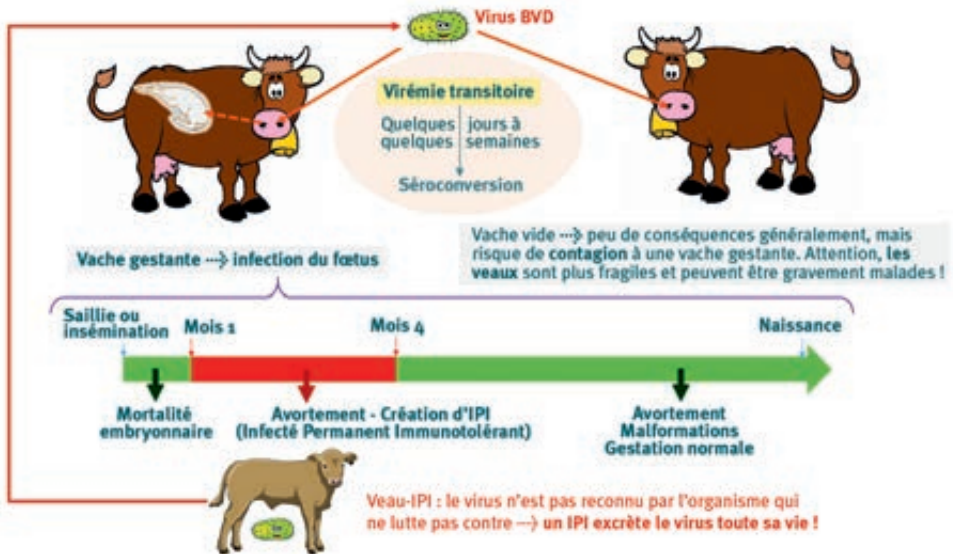 Virus BVD
Virémie transitoire
Quelques jours à
quelques semaines
Séroconversion
Vache gestante ---> infection du fœtus
Vache vide ---> peu de conséquences généralement, mais
risque de contagion à une vache gestante. Attention, les
veaux sont plus fragiles et peuvent être gravement malades !
Saillie ou
insémination
Mois 1
Mois 4
Naissance
Mortalité
embryonnaire
Avortement - Création d'IPI
(Infecté Permanent Immunotolérant)
Avortement
Malformations
Gestation normale
Veau-IPI : le virus n'est pas reconnu par l'organisme qui
ne lutte pas contre ---> un IPI excrète le virus toute sa vie !